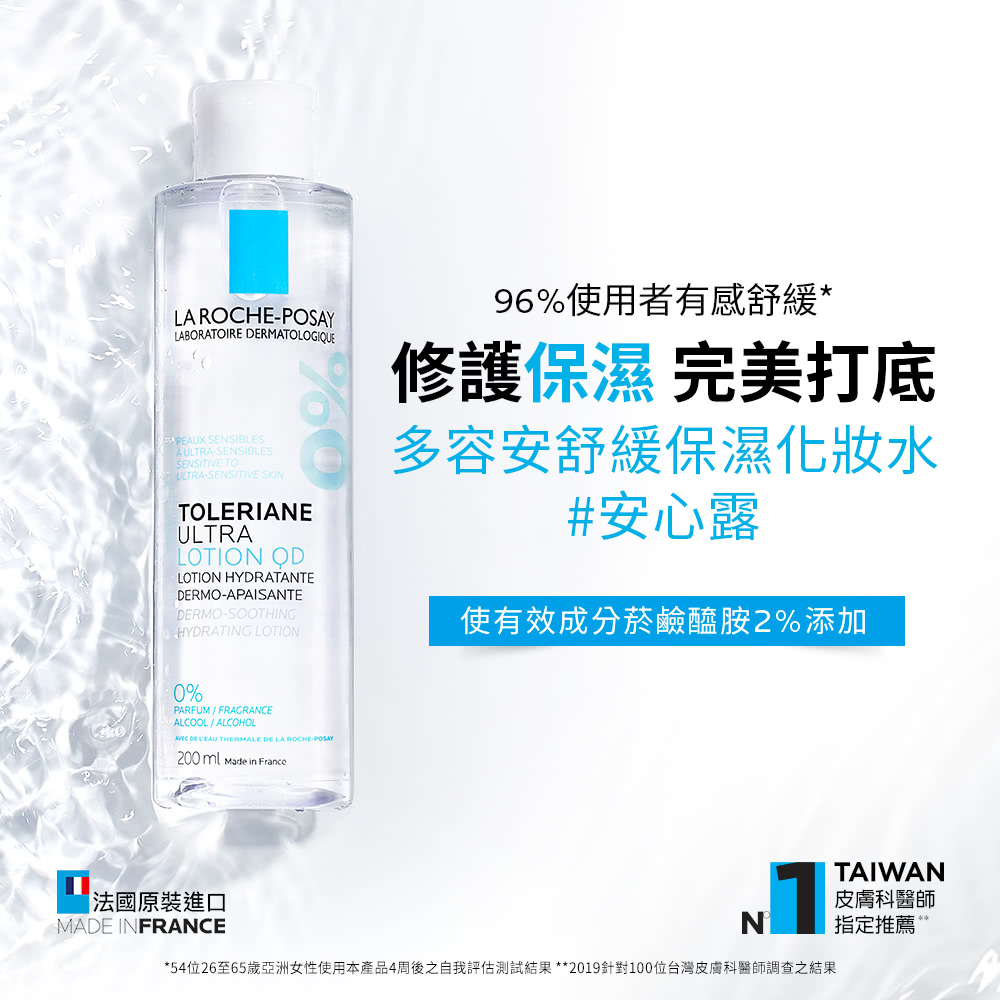 LA ROCHE-POSAY
LABORATOIRE DERMATOLOGIQUE
0%
PEAUX SENSIBLES
À ULTRA-SENSIBLES
SENSITIVE TO
ULTRA-SENSITIVE SKIN
TOLERIANE
ULTRA
LOTION QD
LOTION HYDRATANTE
DERMO-APAISANTE
DERMO-SOOTHING
HYDRATING LOTION
0%
PARFUM / FRAGRANCE
ALCOOL / ALCOHOL
AVEC DE L'EAU THERMALE DE LA ROCHE-POSAY
200 ml Made in France
96%使用者有感舒緩*
修護保濕 完美打底
多容安舒緩保濕化妝水
#安心露
使有效成分菸鹼醯胺2%添加
法國原裝進口
MADE IN FRANCE
N°1 TAIWAN
皮膚科醫師
指定推薦**
*54位26至65歲亞洲女性使用本產品4周後之自我評估測試結果 **2019針對100位台灣皮膚科醫師調查之結果